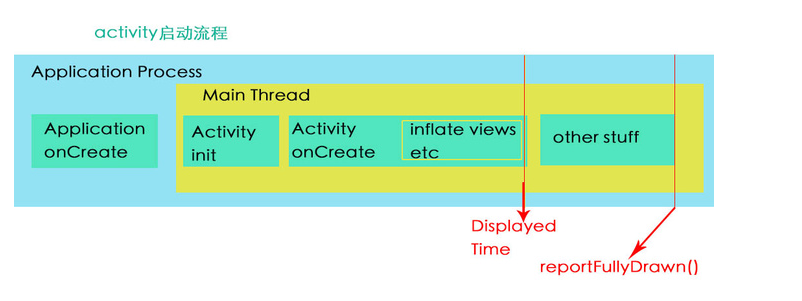 activity启动流程
Application Process
Main Thread
Application
onCreate
Activity
init
Activity
onCreate
inflate views
etc
other stuff
Displayed
Time
reportFullyDrawn()